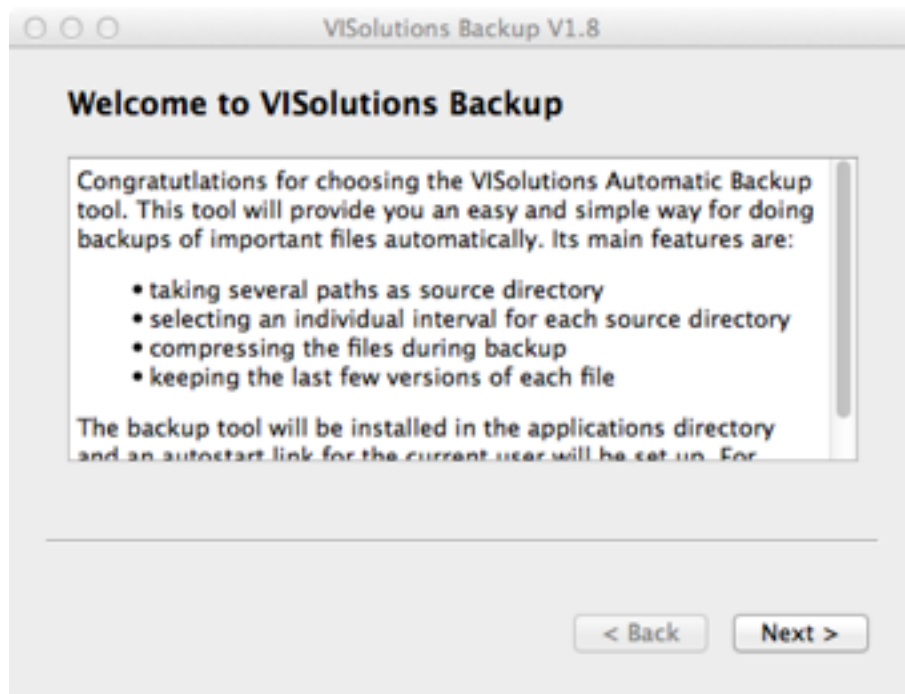 VISolutions Backup V1.8
Welcome to VISolutions Backup
Congratutlations for choosing the VISolutions Automatic Backup
tool. This tool will provide you an easy and simple way for doing
backups of important files automatically. Its main features are:
• taking several paths as source directory
• selecting an individual interval for each source directory
• compressing the files during backup
• keeping the last few versions of each file
The backup tool will be installed in the applications directory
and an autostart link for the current user will be set up. For
< Back
Next >